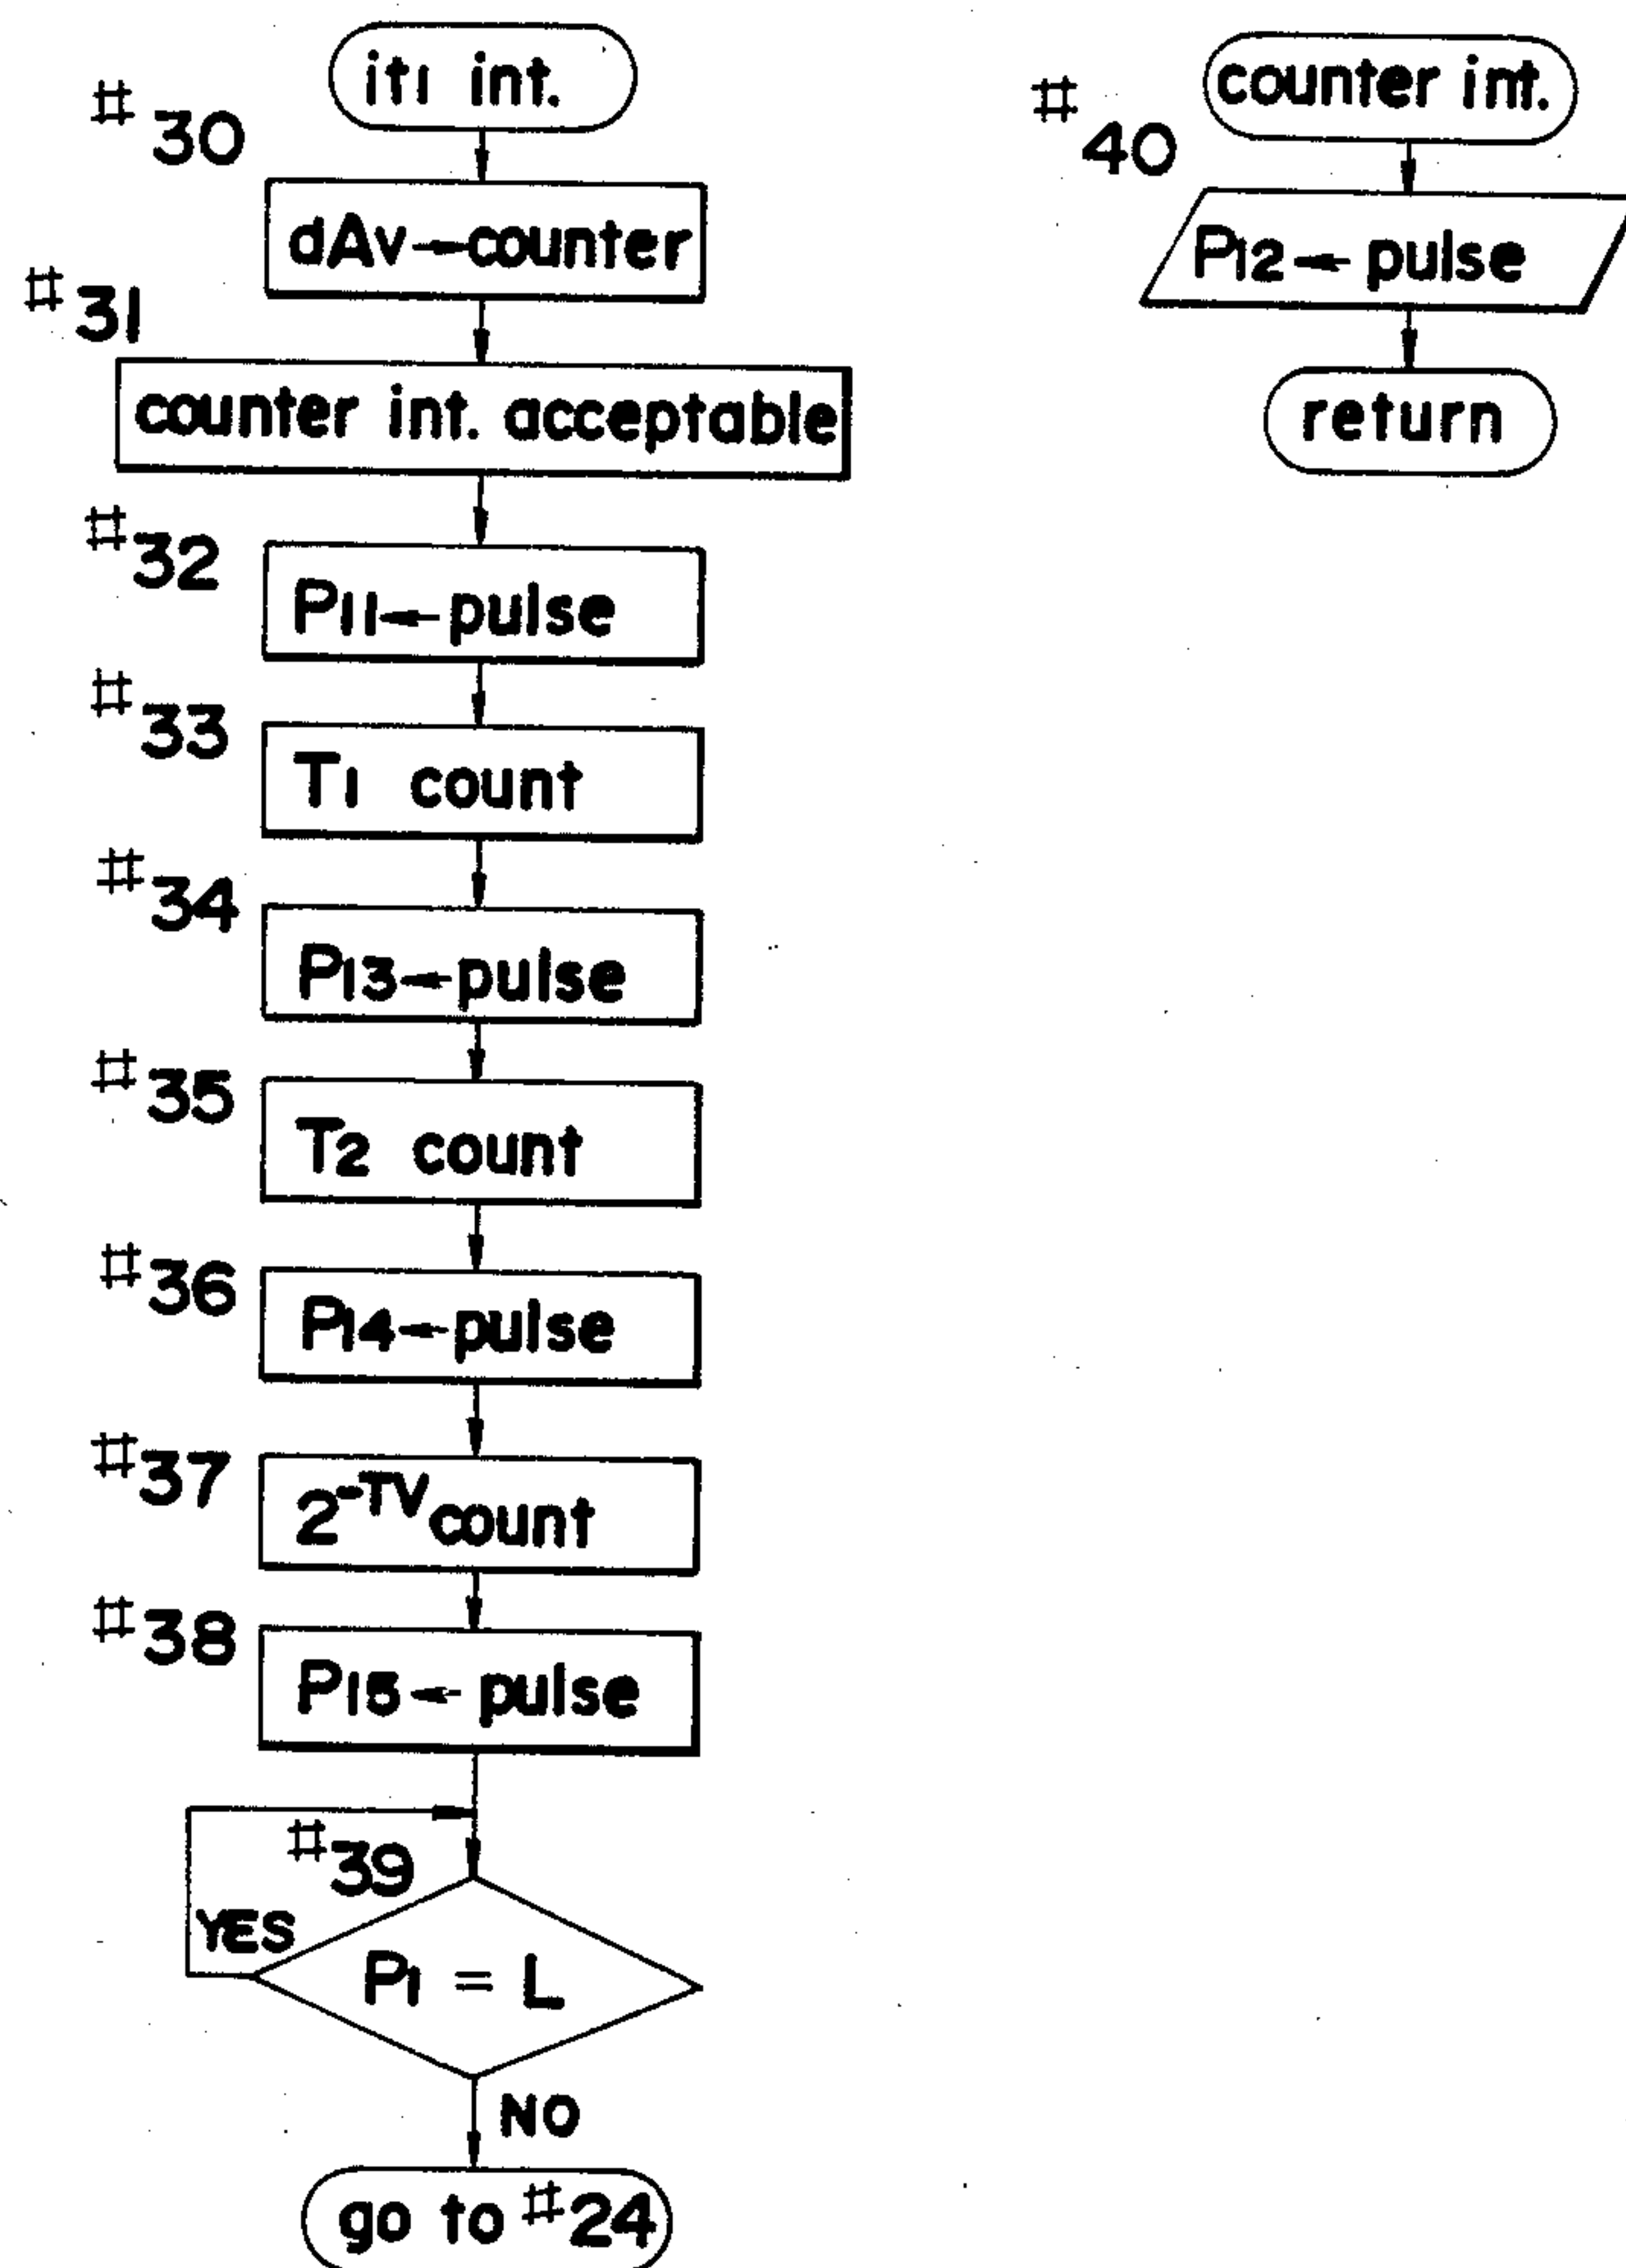 it1 int.
#30
dAv→counter
#31
counter int. acceptable
#32
P11←pulse
#33
T1 count
#34
P13←pulse
#35
T2 count
#36
P14←pulse
#37
2^-TV count
#38
P15←pulse
#39
YES
P1 = L
NO
go to #24
counter int.
#40
P12←pulse
return